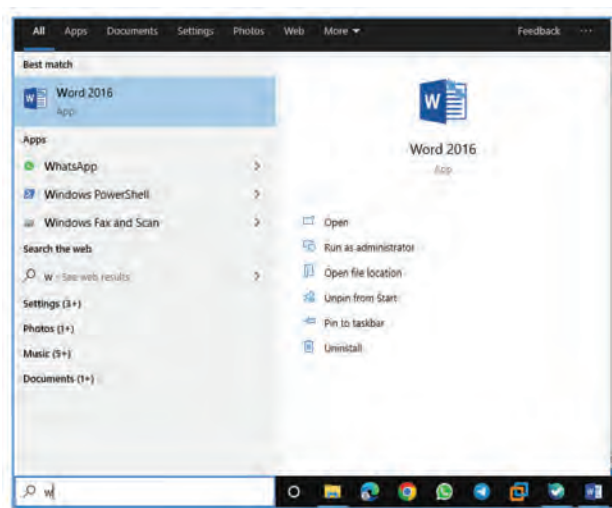 All Apps Documents Settings Photos Web More Feedback ...
Best match
Word 2016
App
Apps
WhatsApp
Windows PowerShell
Windows Fax and Scan
Search the web
w - See web results
Settings (3+)
Photos (1+)
Music (5+)
Documents (1+)
Word 2016
App
Open
Run as administrator
Open file location
Unpin from Start
Pin to taskbar
Uninstall
w